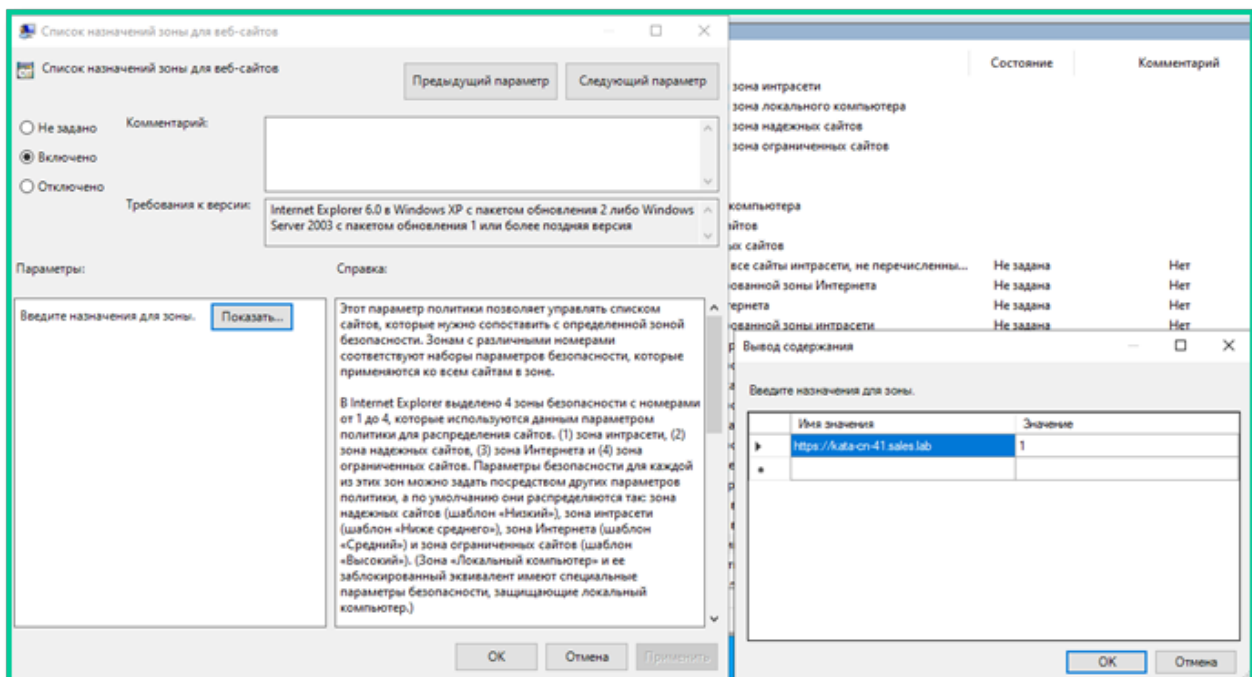 Список назначений зоны для веб-сайтов
Список назначений зоны для веб-сайтов
Предыдущий параметр
Следующий параметр
Не задано
Включено
Отключено
Комментарий:
Требования к версии:
Internet Explorer 6.0 в Windows XP с пакетом обновления 2 либо Windows
Server 2003 с пакетом обновления 1 или более поздняя версия
Параметры:
Справка:
Введите назначения для зоны.
Показать...
Этот параметр политики позволяет управлять списком
сайтов, которые нужно сопоставить с определенной зоной
безопасности. Зонам с различными номерами
соответствуют наборы параметров безопасности, которые
применяются ко всем сайтам в зоне.
В Internet Explorer выделено 4 зоны безопасности с номерами
от 1 до 4, которые используются данным параметром
политики для распределения сайтов. (1) зона интрасети, (2)
зона надежных сайтов, (3) зона Интернета и (4) зона
ограниченных сайтов. Параметры безопасности для каждой
из этих зон можно задать посредством других параметров
политики, а по умолчанию они распределяются так: зона
надежных сайтов (шаблон «Низкий»), зона интрасети
(шаблон «Ниже среднего»), зона Интернета (шаблон
«Средний») и зона ограниченных сайтов (шаблон
«Высокий»). (Зона «Локальный компьютер» и ее
заблокированный эквивалент имеют специальные
параметры безопасности, защищающие локальный
компьютер.)
ОК
Отмена
Применить
Состояние
Комментарий
зона интрасети
зона локального компьютера
зона надежных сайтов
зона ограниченных сайтов
компьютера
йтов
ых сайтов
все сайты интрасети, не перечисленны... Не задана Нет
ованной зоны Интернета Не задана Нет
тернета Не задана Нет
ованной зоны интрасети Не задана Нет
Вывод содержания
Введите назначения для зоны.
Имя значения
Значение
https://kata-cn-41.sales.lab
1
ОК
Отмена